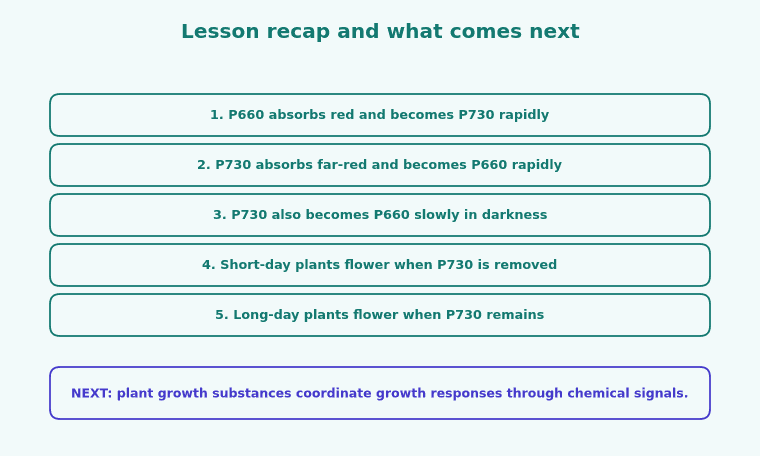 Lesson recap and what comes next
1. P660 absorbs red and becomes P730 rapidly
2. P730 absorbs far-red and becomes P660 rapidly
3. P730 also becomes P660 slowly in darkness
4. Short-day plants flower when P730 is removed
5. Long-day plants flower when P730 remains
NEXT: plant growth substances coordinate growth responses through chemical signals.